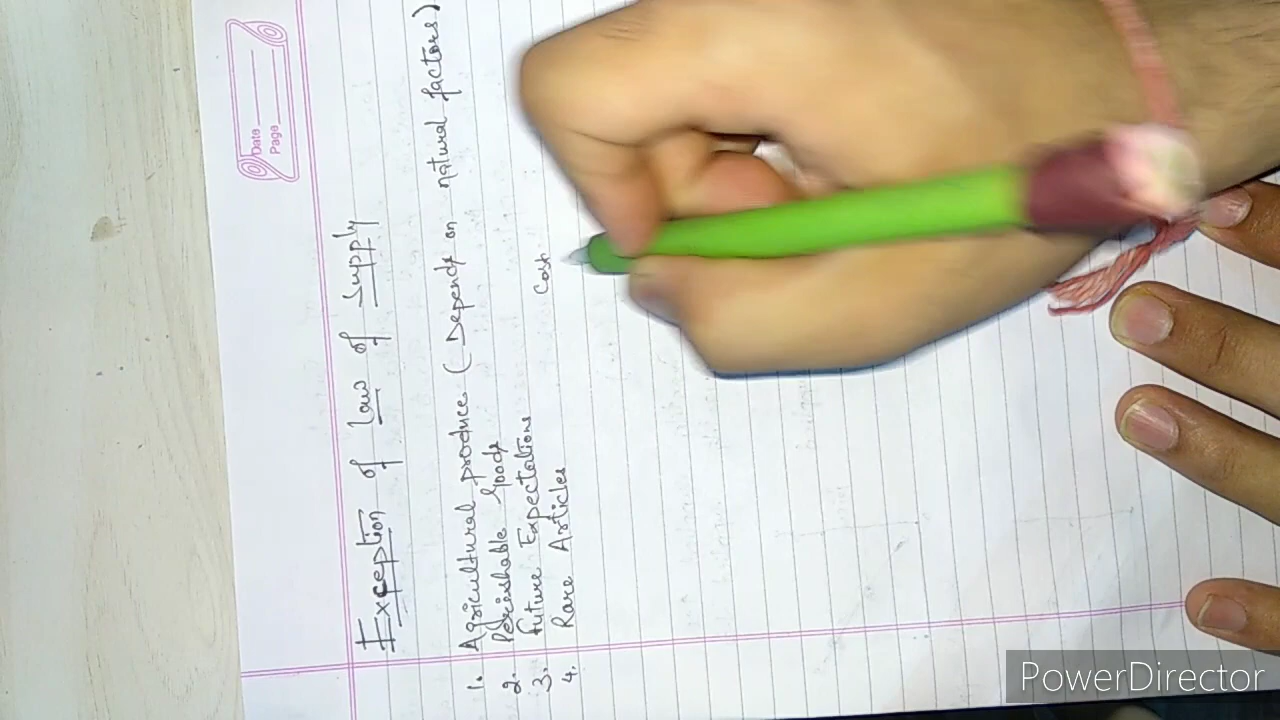 Date
Page
Exception of Law of Supply
1. Agricultural produce (Depends on natural factors)
2. Perishable Goods
3. Future Expectations Cash
4. Rare Articles
PowerDirector